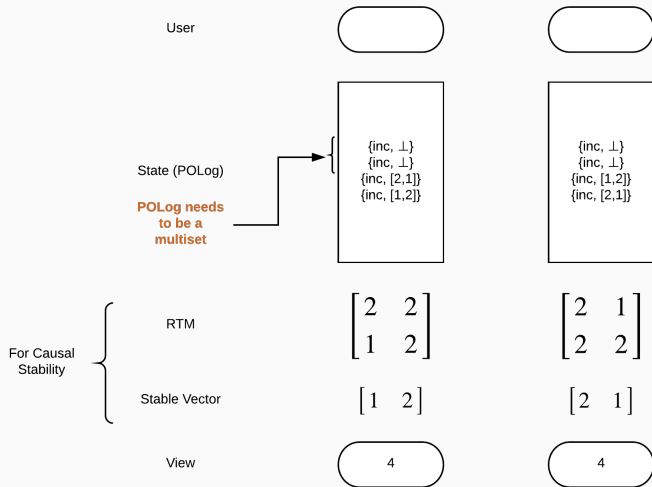 User
State (POLog)
POLog needs
to be a
multiset
{inc, ⊥}
{inc, ⊥}
{inc, [2,1]}
{inc, [1,2]}
{inc, ⊥}
{inc, ⊥}
{inc, [1,2]}
{inc, [2,1]}
For Causal
Stability
RTM
2 2
1 2
2 1
2 2
Stable Vector
[1 2]
[2 1]
View
4
4